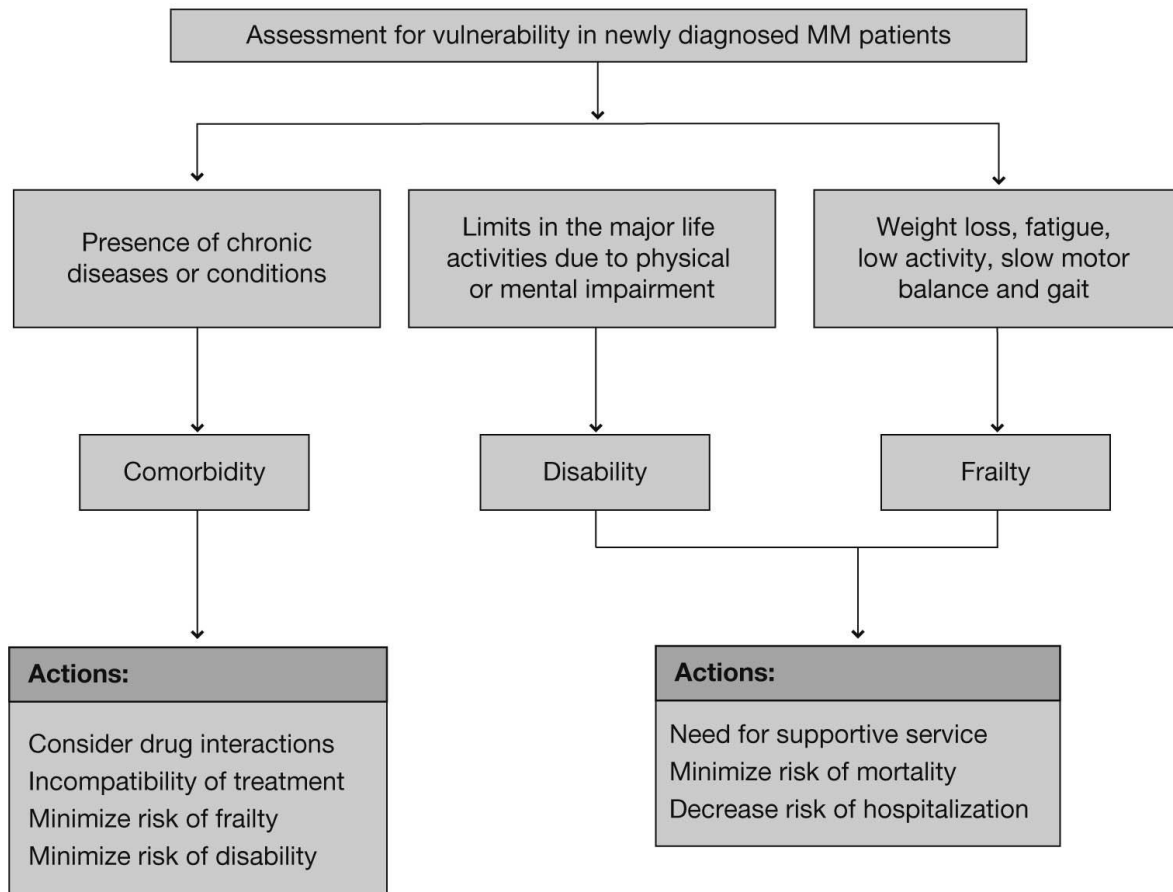 Assessment for vulnerability in newly diagnosed MM patients
Presence of chronic
diseases or conditions
Limits in the major life
activities due to physical
or mental impairment
Weight loss, fatigue,
low activity, slow motor
balance and gait
Comorbidity
Disability
Frailty
Actions:
Consider drug interactions
Incompatibility of treatment
Minimize risk of frailty
Minimize risk of disability
Actions:
Need for supportive service
Minimize risk of mortality
Decrease risk of hospitalization